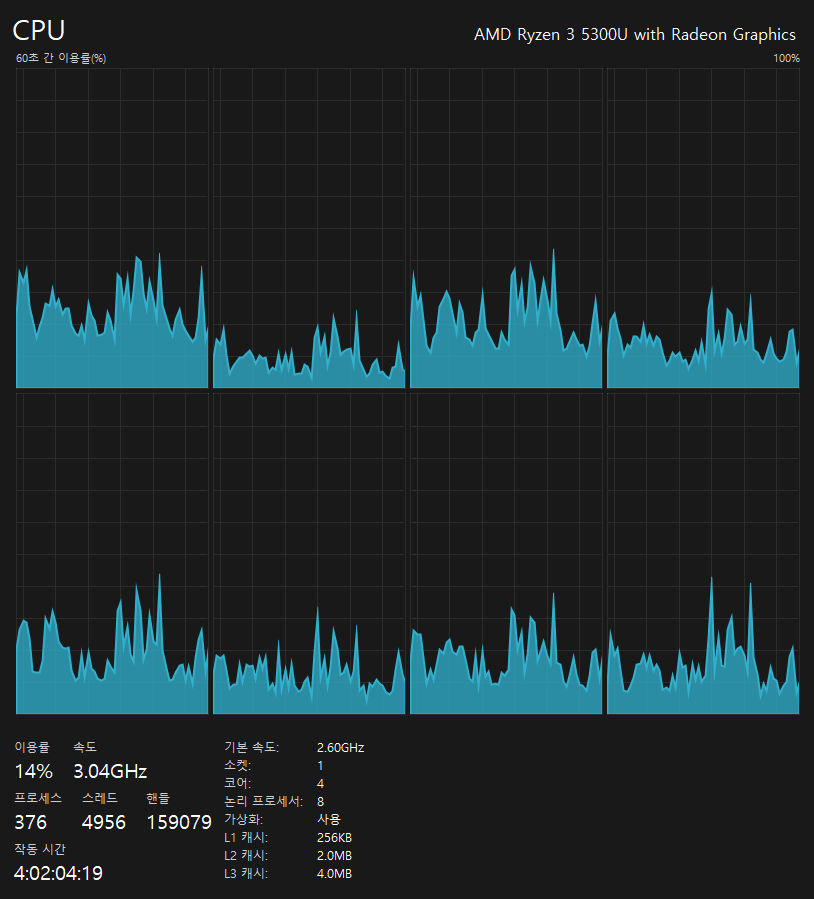 CPU
AMD Ryzen 3 5300U with Radeon Graphics
60초 간 이용률(%)
100%
이용률 속도
14% 3.04GHz
프로세스 스레드 핸들
376 4956 159079
작동 시간
4:02:04:19
기본 속도: 2.60GHz
소켓: 1
코어: 4
논리 프로세서: 8
가상화: 사용
L1 캐시: 256KB
L2 캐시: 2.0MB
L3 캐시: 4.0MB